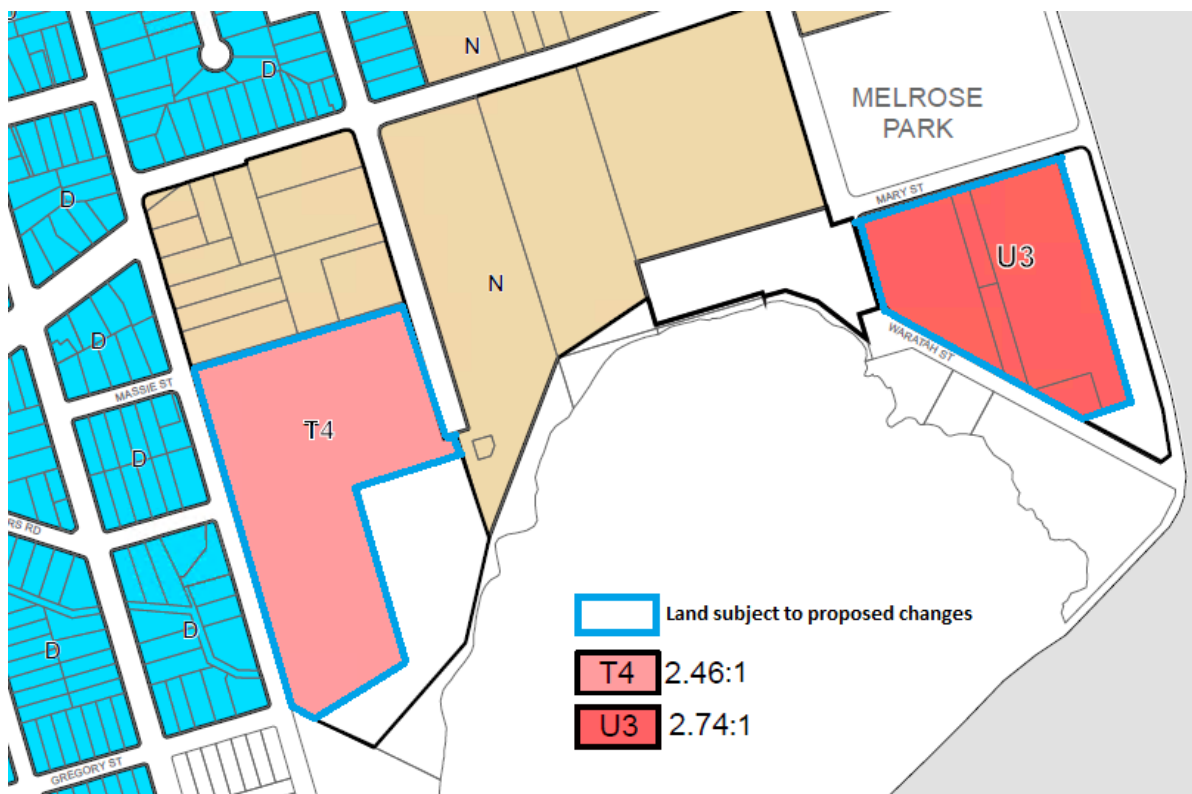 N
D
MELROSE
PARK
D
MARY ST
U3
N
D
WARATAH ST
MASSIE ST
T4
D
RS RD
D
D
GREGORY ST
Land subject to proposed changes
T4 2.46:1
U3 2.74:1